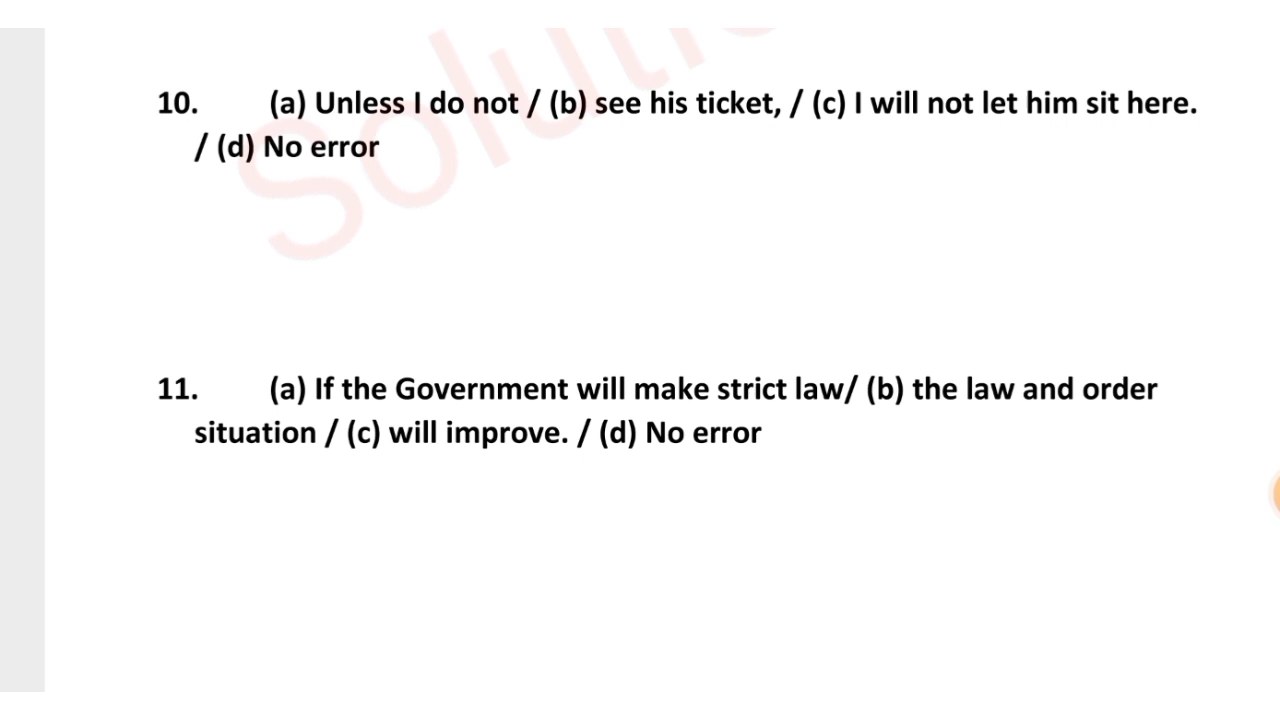 Solutio
10. (a) Unless I do not / (b) see his ticket, / (c) I will not let him sit here.
/ (d) No error
11. (a) If the Government will make strict law/ (b) the law and order
situation / (c) will improve. / (d) No error